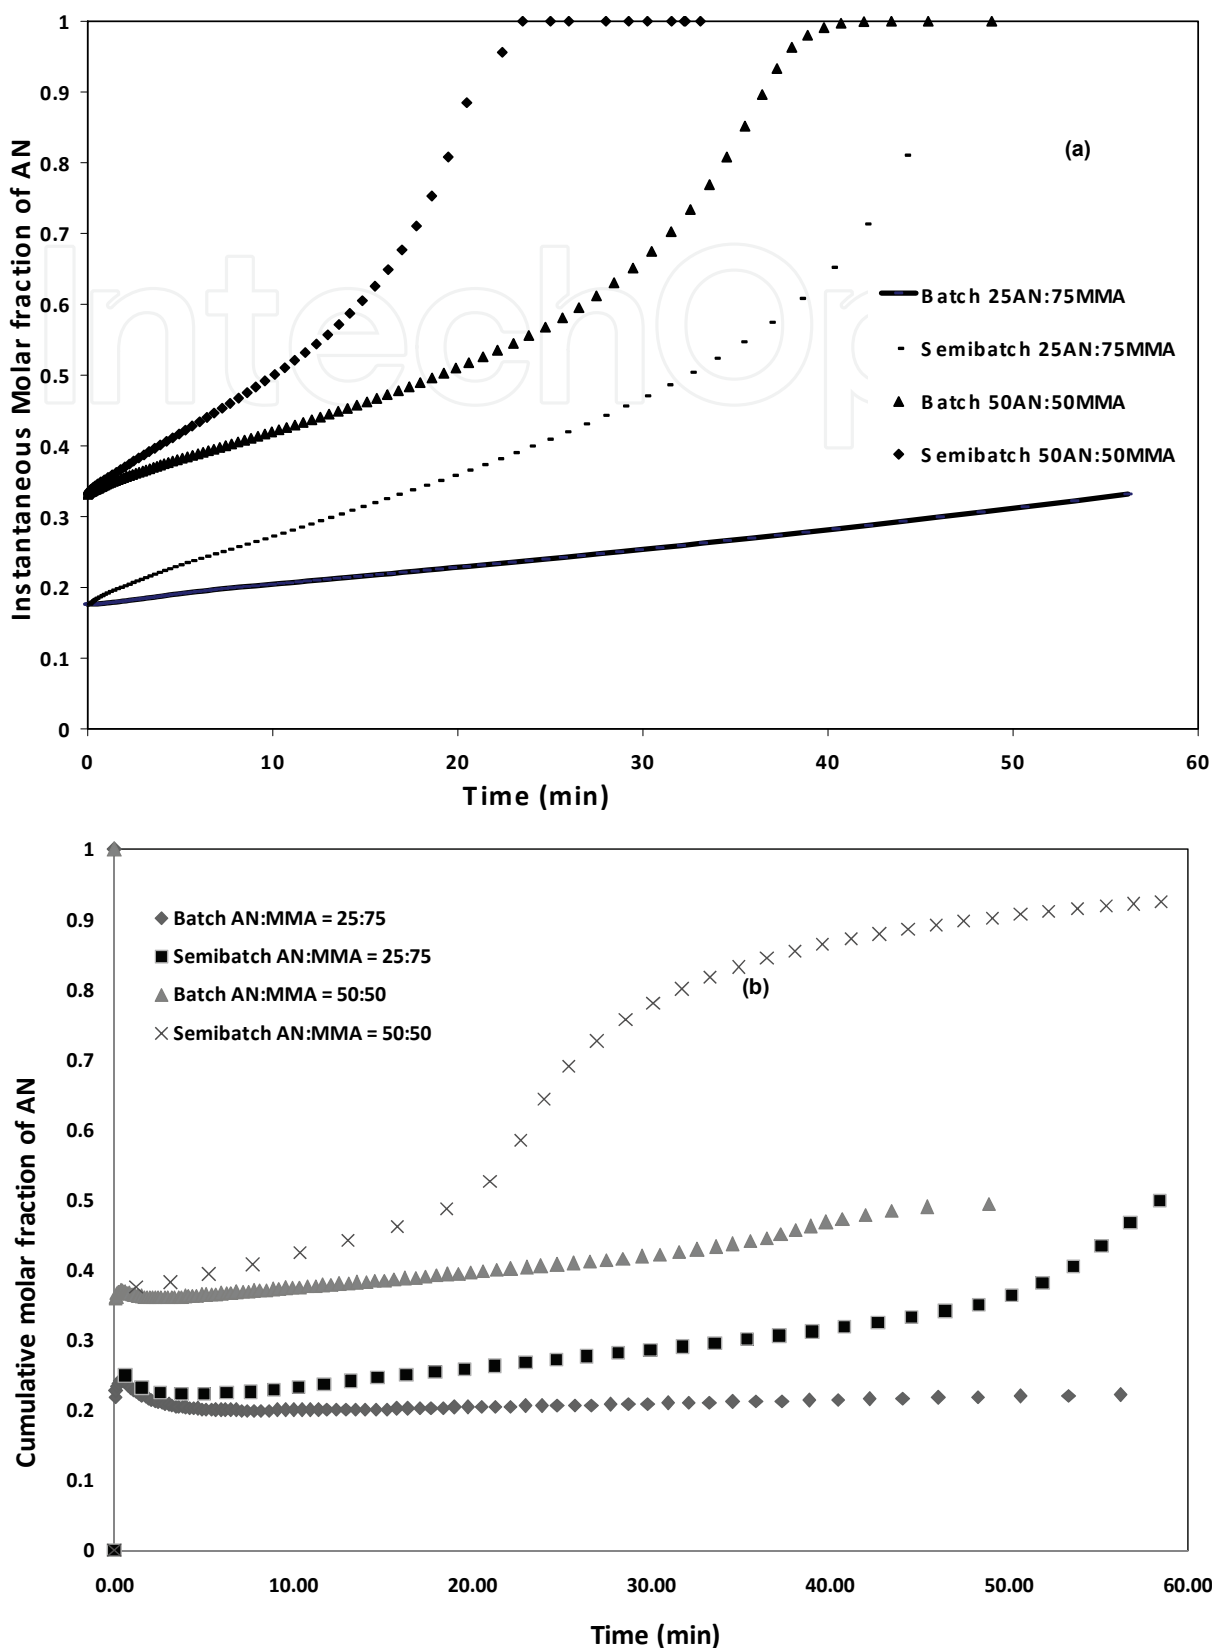 1
0.9
0.8
0.7
0.6
0.5
0.4
0.3
0.2
0.1
0
Instantaneous Molar fraction of AN
(a)
IntechOp
Batch 25AN:75MMA
Semibatch 25AN:75MMA
Batch 50AN:50MMA
Semibatch 50AN:50MMA
0 10 20 30 40 50 60
Time (min)
1
0.9
0.8
0.7
0.6
0.5
0.4
0.3
0.2
0.1
0
Cumulative molar fraction of AN
Batch AN:MMA = 25:75
Semibatch AN:MMA = 25:75
Batch AN:MMA = 50:50
Semibatch AN:MMA = 50:50
(b)
0.00 10.00 20.00 30.00 40.00 50.00 60.00
Time (min)